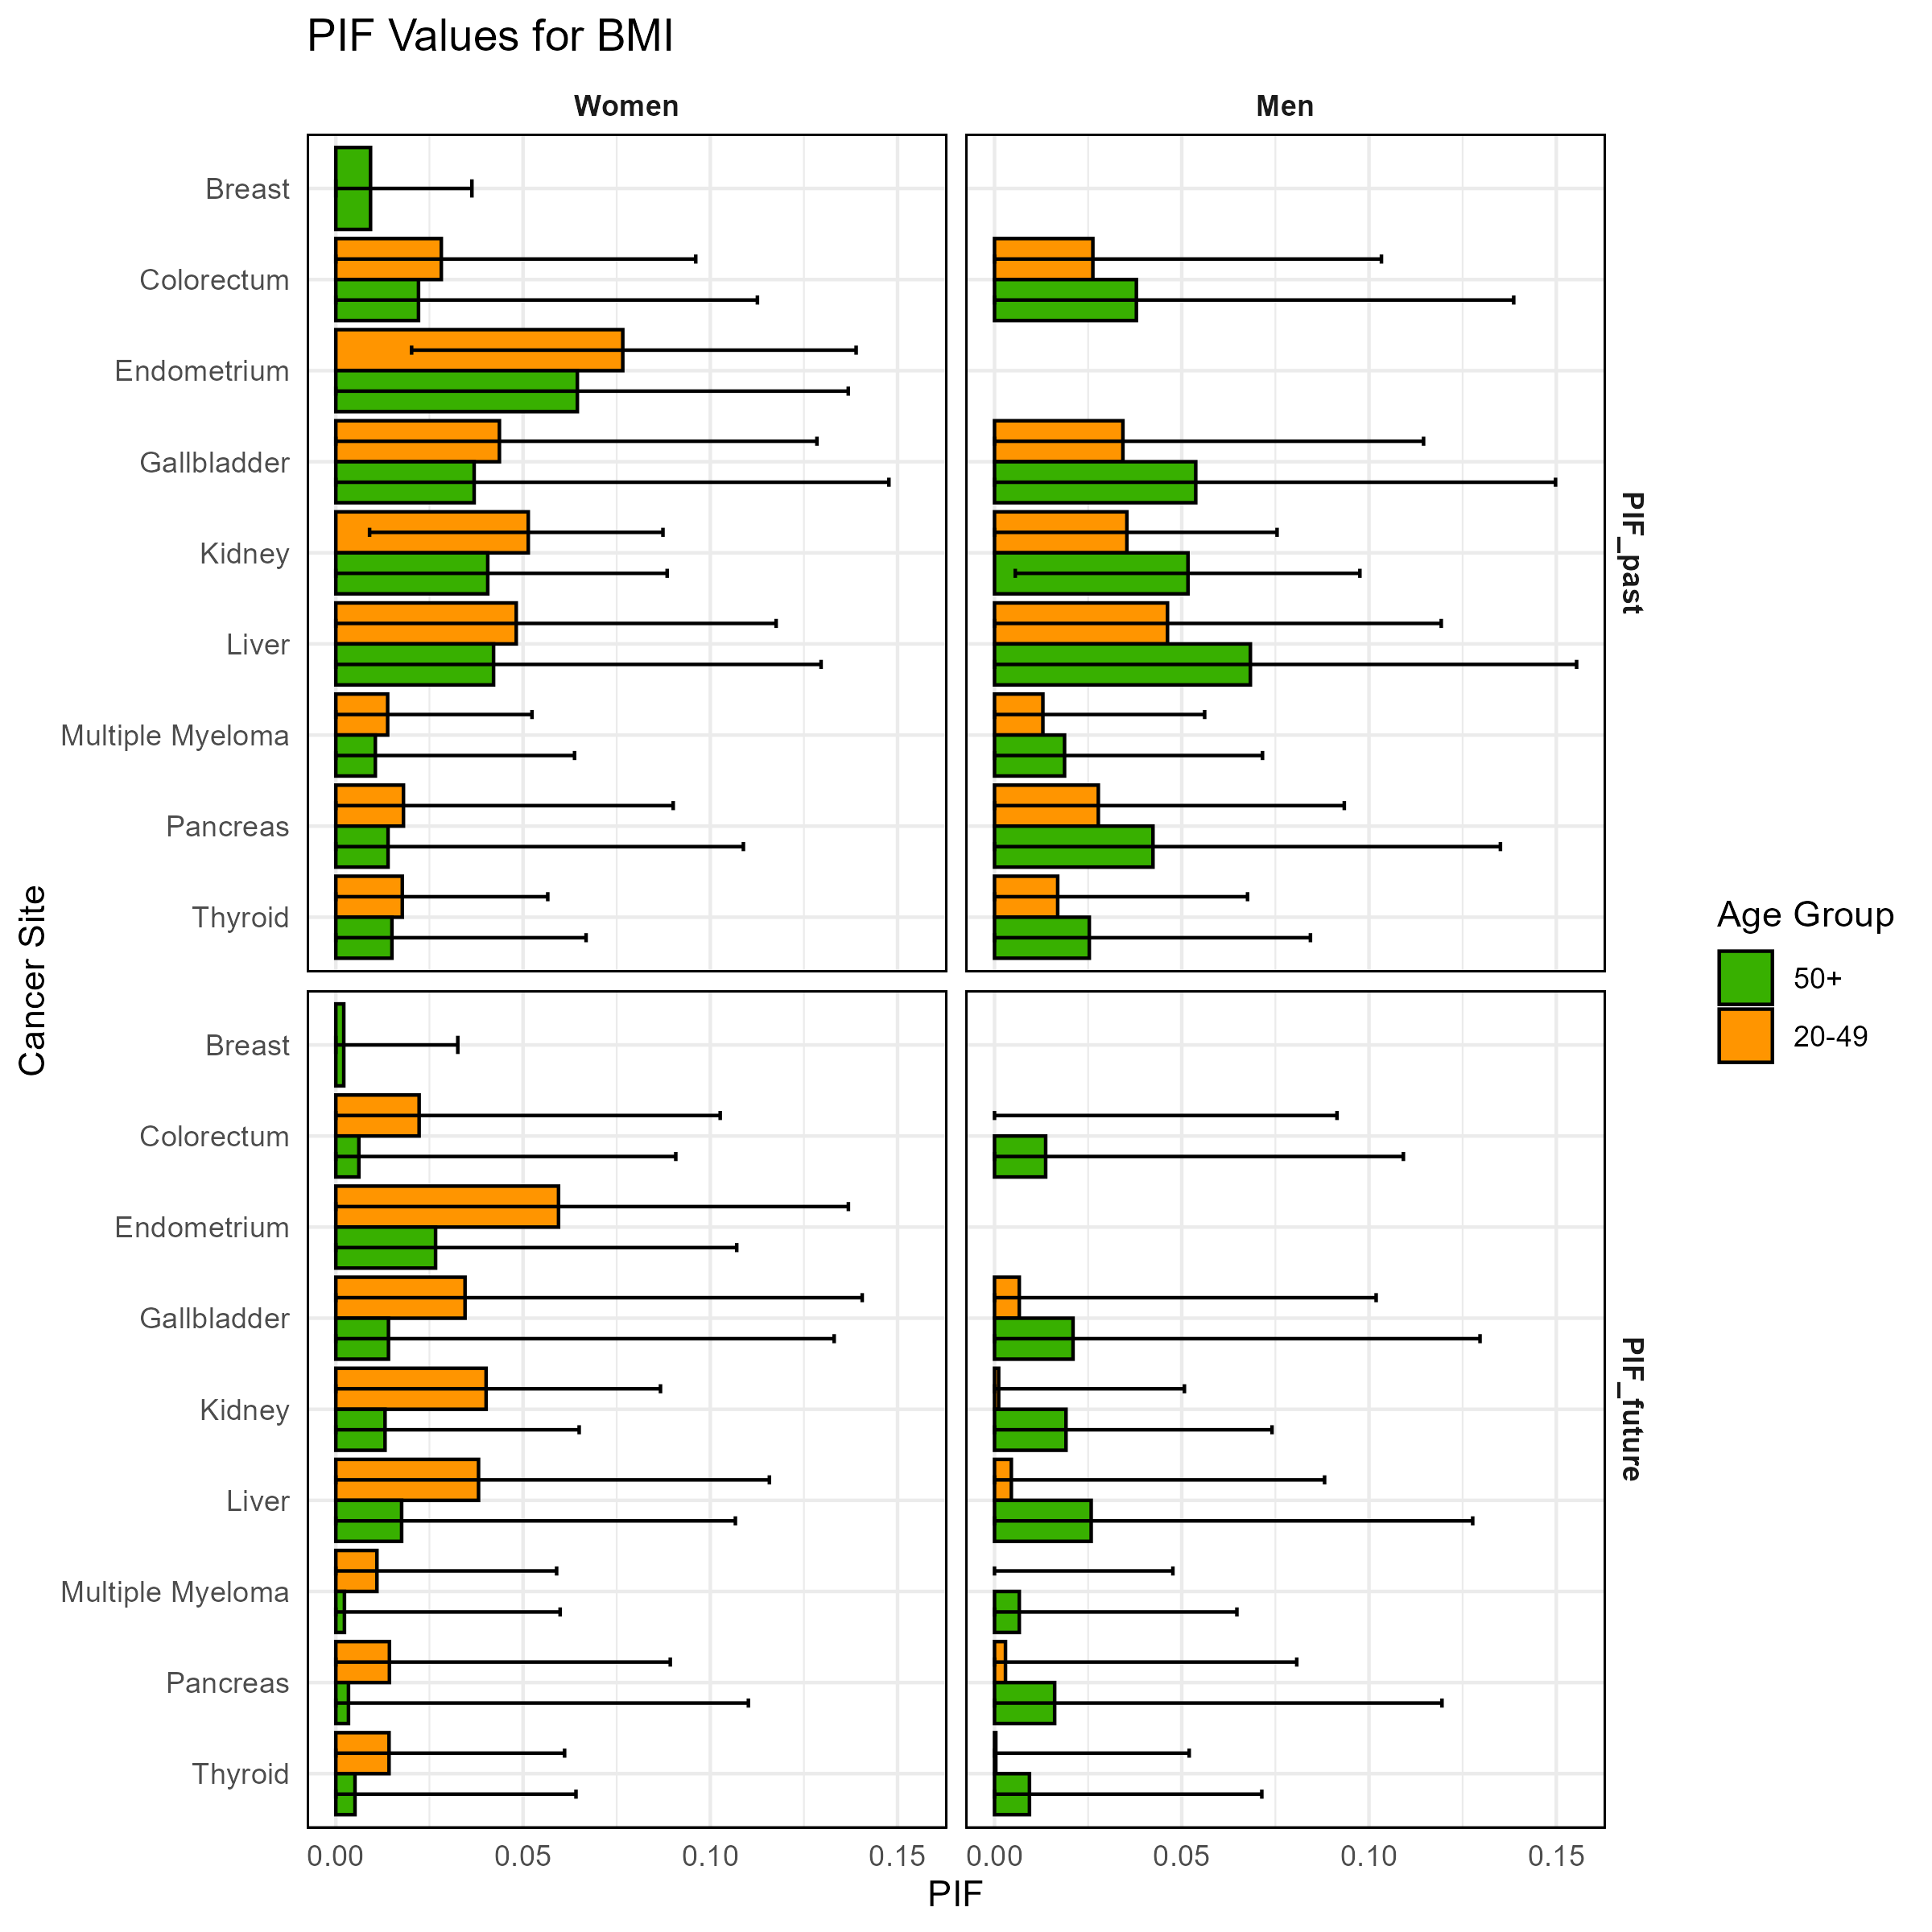 PIF Values for BMI
Women
Men
Breast
Colorectum
Endometrium
Gallbladder
Kidney
Liver
Multiple Myeloma
Pancreas
Thyroid
PIF_past
Breast
Colorectum
Endometrium
Gallbladder
Kidney
Liver
Multiple Myeloma
Pancreas
Thyroid
PIF_future
Cancer Site
0.00 0.05 0.10 0.15
0.00 0.05 0.10 0.15
PIF
Age Group
50+
20-49